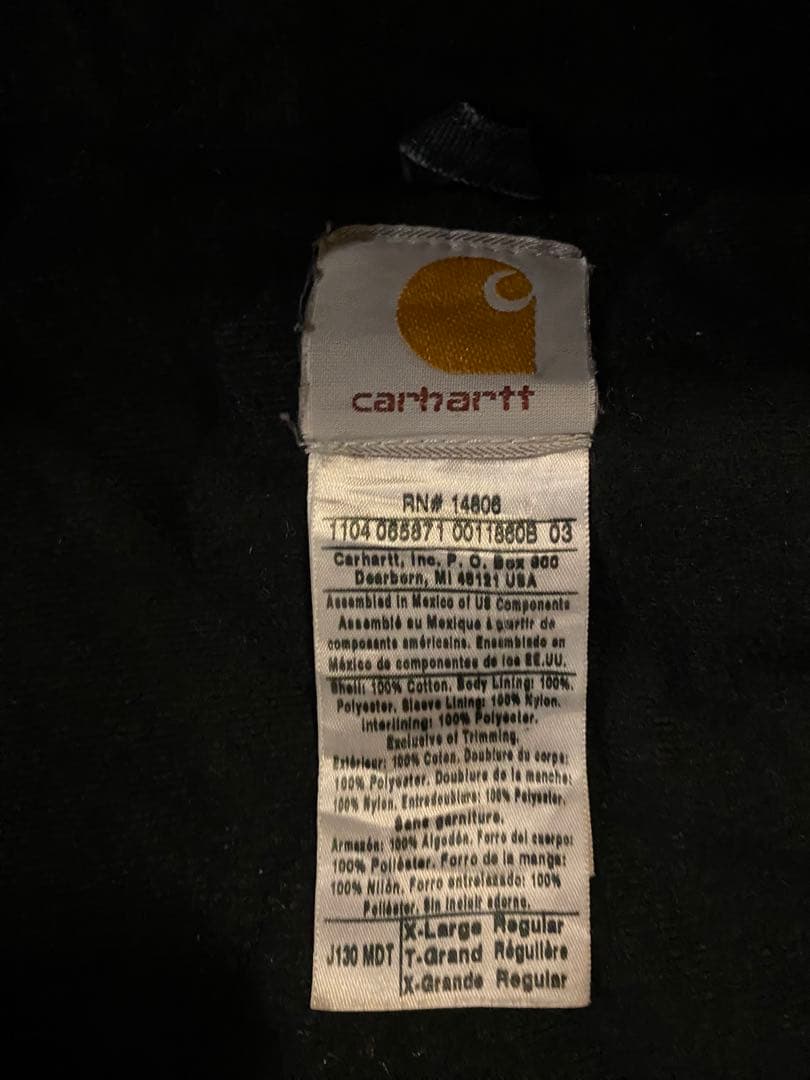 carhartt
RN# 14806
1104 065871 0011860B 03
Carhartt, Inc. P. O. Box 600
Dearborn, MI 48121 USA
Assembled in Mexico of US Components
Assemblé au Mexique à partir de
composants américains. Ensamblado en
México de componentes de los EE.UU.
Shell: 100% Cotton. Body Lining: 100%
Polyester. Sleeve Lining: 100% Nylon.
Interlining: 100% Polyester.
Exclusive of Trimming.
Extérieur: 100% Coton. Doublure du corps:
100% Polyester. Doublure de la manche:
100% Nylon. Entredoublure: 100% Polyester.
Sans garniture.
Armazón: 100% Algodón. Forro del cuerpo:
100% Poliéster. Forro de la manga:
100% Nilón. Forro entrelazado: 100%
Poliéster. Sin incluir adorno.
J130 MDT
X-Large Regular
T-Grand Régulière
X-Grande Regular